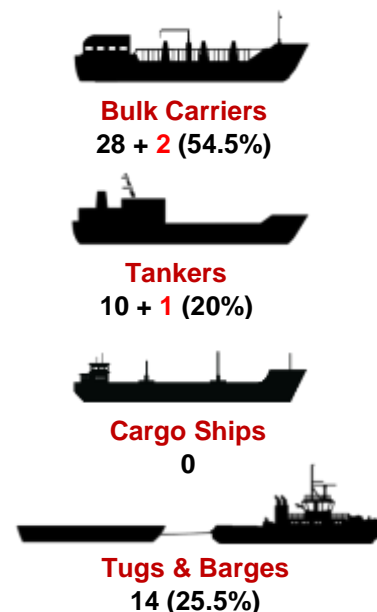 Bulk Carriers
28 + 2 (54.5%)
Tankers
10 + 1 (20%)
Cargo Ships
0
Tugs & Barges
14 (25.5%)